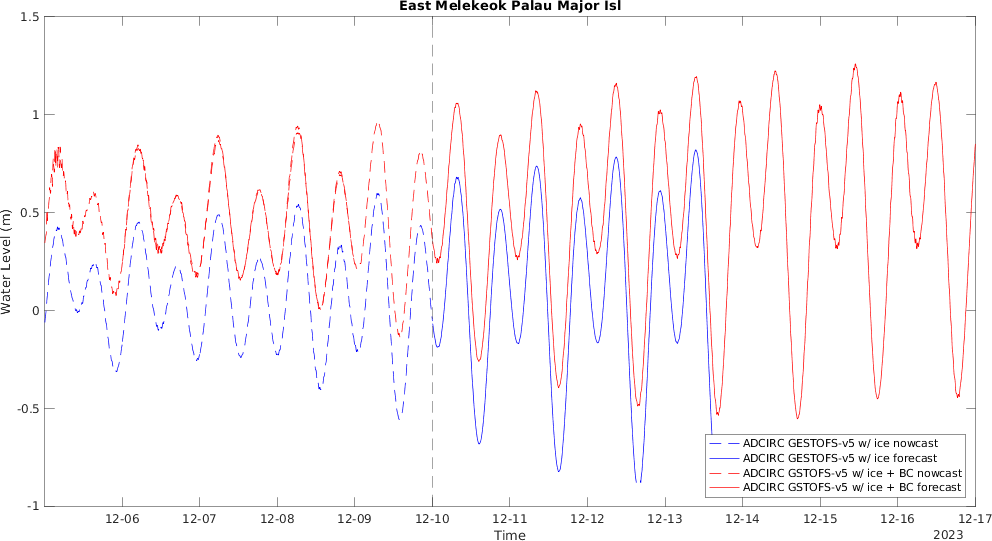 East Melekeok Palau Major Isl
1.5
1
0.5
0
-0.5
-1
Water Level (m)
12-06 12-07 12-08 12-09 12-10 12-11 12-12 12-13 12-14 12-15 12-16 12-17
Time
2023
ADCIRC GESTOFS-v5 w/ ice nowcast
ADCIRC GESTOFS-v5 w/ ice forecast
ADCIRC GSTOFS-v5 w/ ice + BC nowcast
ADCIRC GSTOFS-v5 w/ ice + BC forecast